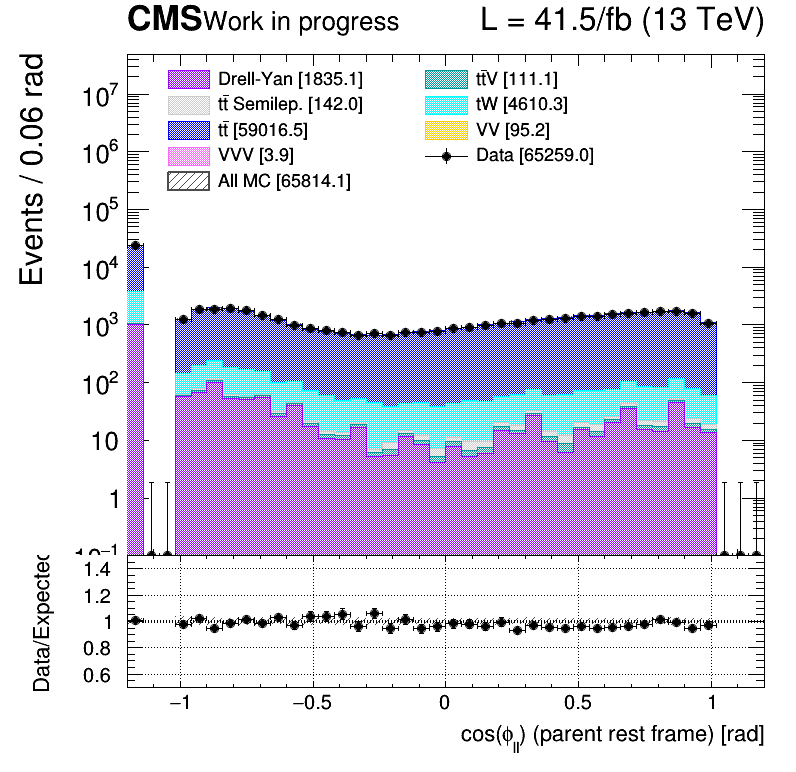 CMS Work in progress L = 41.5/fb (13 TeV)
Events / 0.06 rad
Drell-Yan [1835.1]
tt̄ Semilep. [142.0]
tt̄ [59016.5]
VVV [3.9]
All MC [65814.1]
tt̄V [111.1]
tW [4610.3]
VV [95.2]
Data [65259.0]
10⁷
10⁶
10⁵
10⁴
10³
10²
10
1
10⁻¹
Data/Expected
1.4
1.2
1
0.8
0.6
−1 −0.5 0 0.5 1
cos(ϕ_ll) (parent rest frame) [rad]